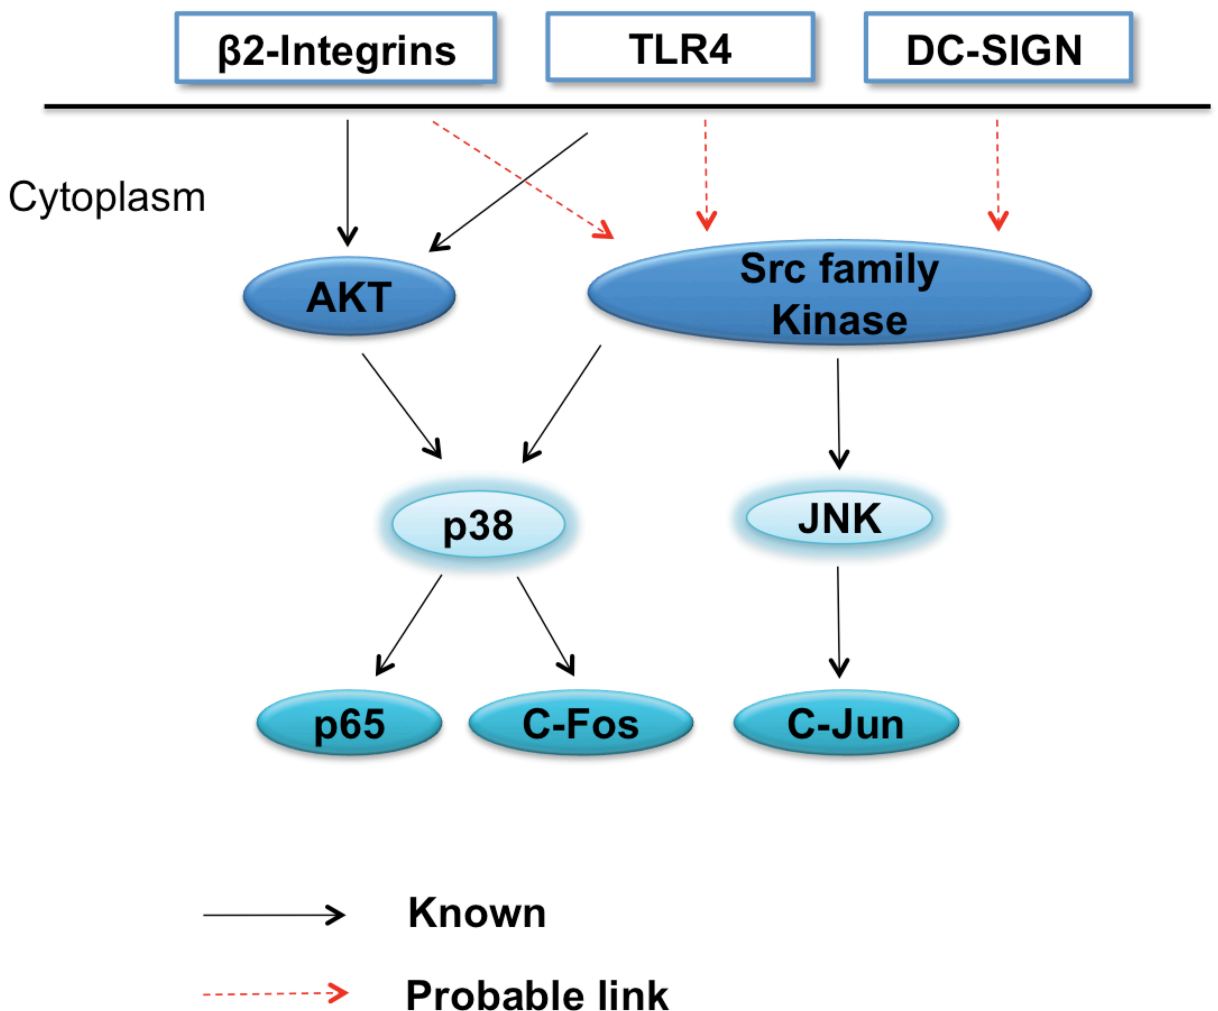 β2-Integrins
TLR4
DC-SIGN
Cytoplasm
AKT
Src family
Kinase
p38
JNK
p65
C-Fos
C-Jun
Known
Probable link